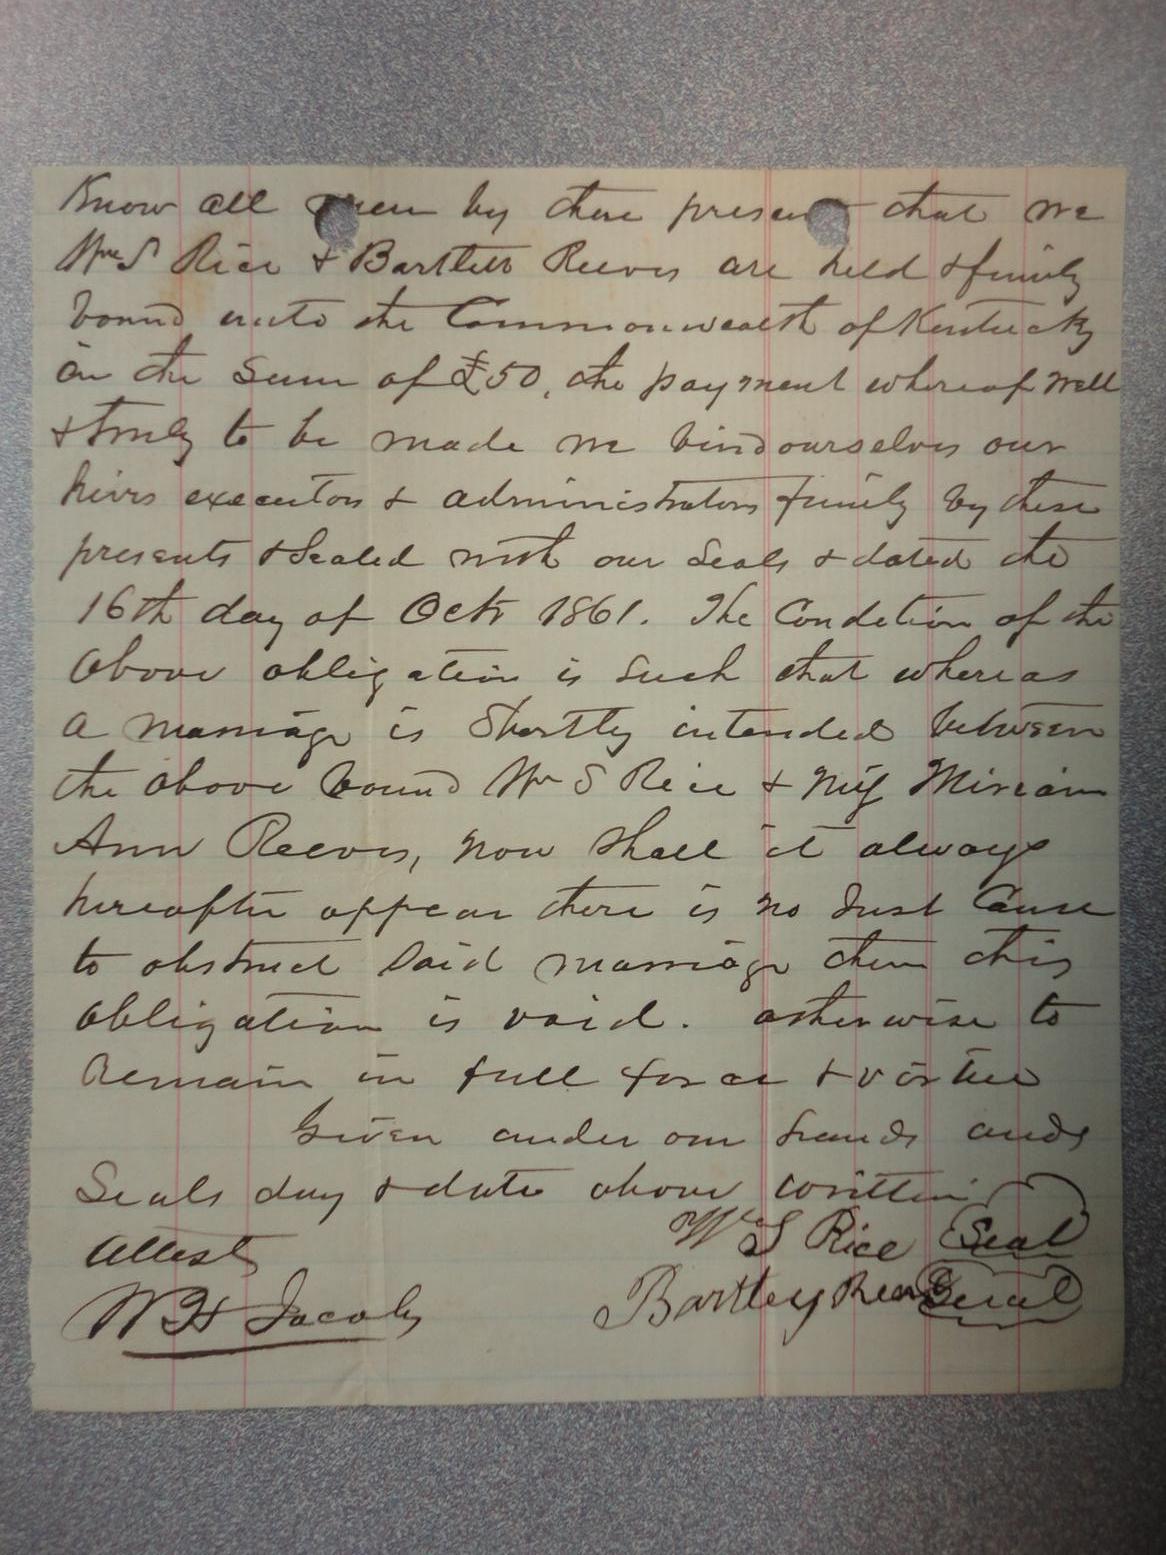 Know all men by these present that we
Wm S Rice & Bartlett Reeves are held & firmly
bound unto the Commonwealth of Kentucky
in the sum of £50, the payment whereof well
& truly to be made we bind ourselves our
heirs executors & administrators firmly by these
presents & Sealed with our Seals & dated the
16th day of Octr 1861. The Condition of the
above obligation is such that whereas
a marriage is Shortly intended between
the above bound Wm S Rice & Miss Miriam
Ann Reeves, now shall it always
hereafter appear there is no Just Cause
to obstruct Said marriage then this
obligation is void. otherwise to
Remain in full force & virtue
Given under our hands and
Seals day & date above written
Wm S Rice Seal
Attest
Bartley Seal
WH Jacoby